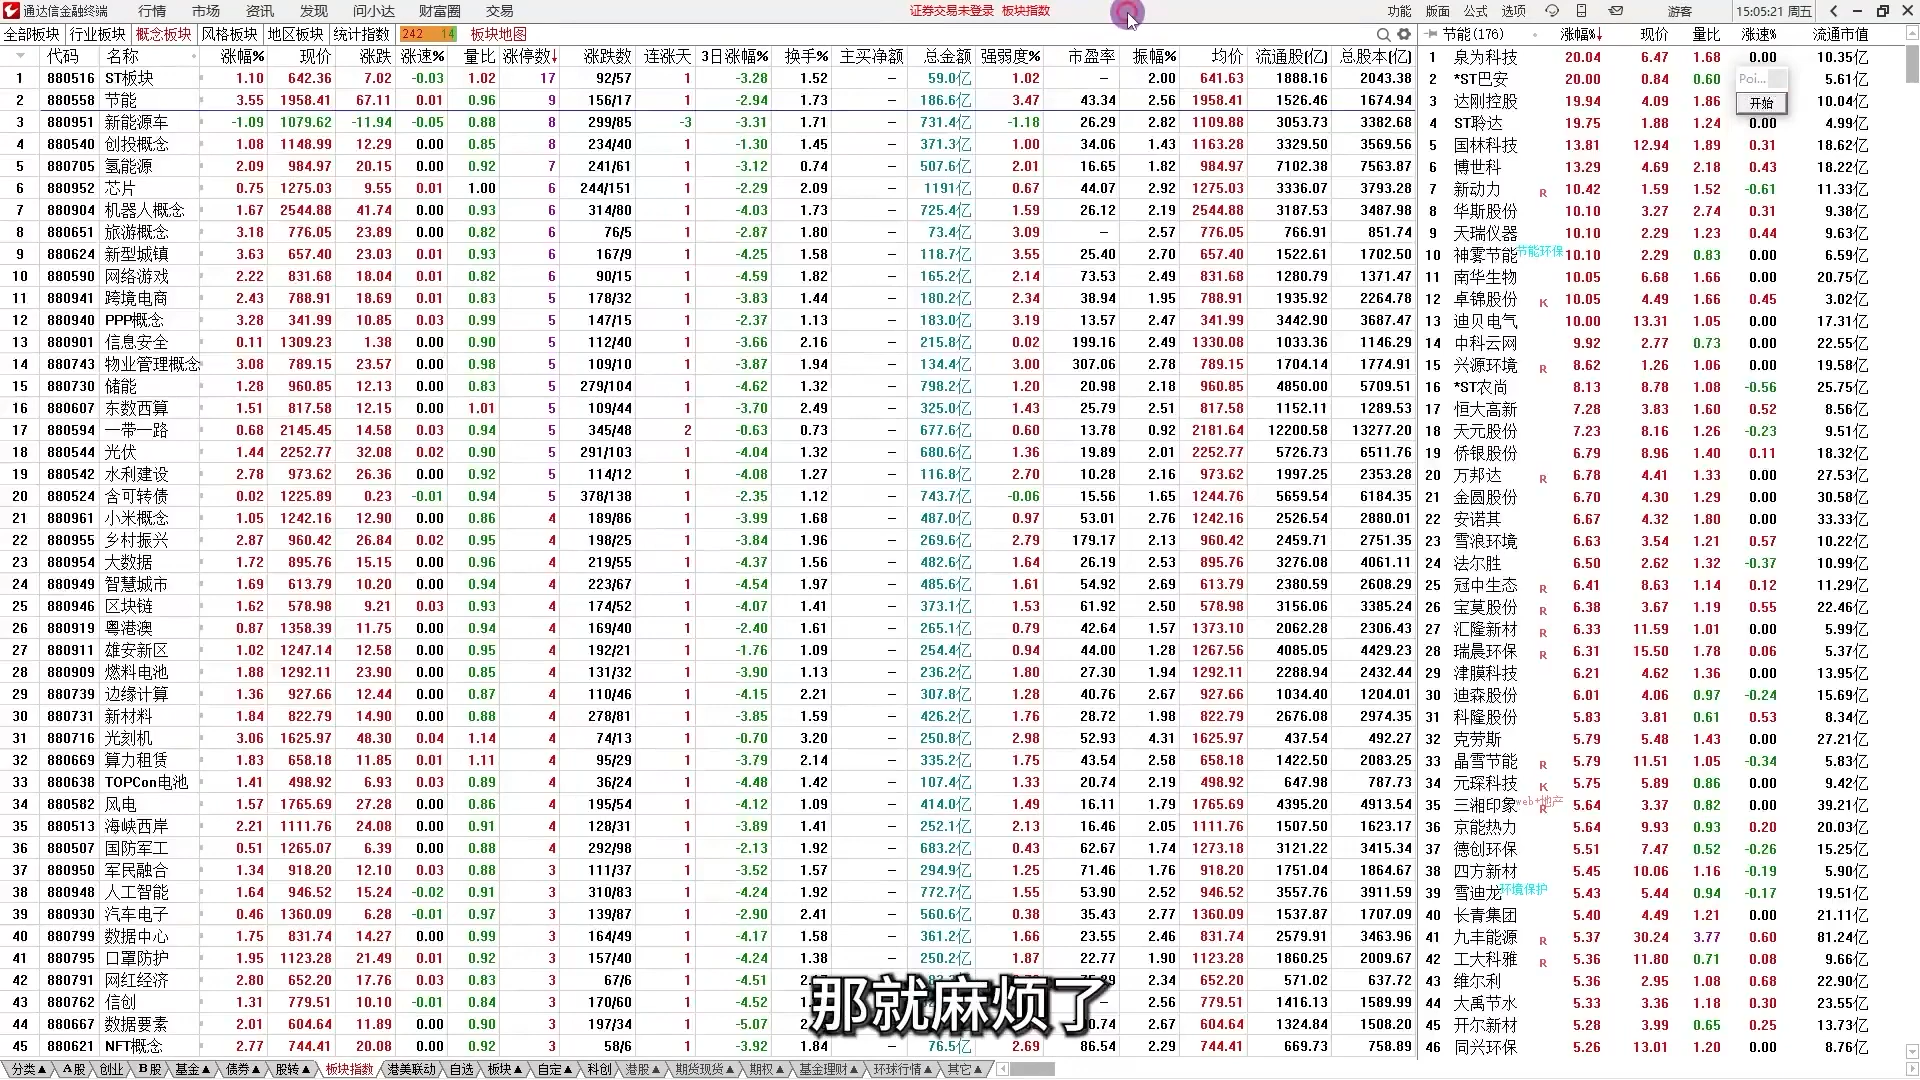 通达信金融终端 行情 市场 资讯 发现 问小达 财富圈 交易 证券交易未登录 板块指数 功能 版面 公式 选项 游客 15:05:21 周五
全部板块 行业板块 概念板块 风格板块 地区板块 统计指数 242 14 板块地图 节能(176) 涨幅%↓ 现价 量比 涨速% 流通市值
代码 名称 涨幅% 现价 涨跌 涨速% 量比 涨停数↓ 涨跌数 连涨天 3日涨幅% 换手% 主买净额 总金额 强弱度% 市盈率 振幅% 均价 流通股(亿) 总股本(亿)
1 880516 ST板块 1.10 642.36 7.02 -0.03 1.02 17 92/57 1 -3.28 1.52 – 59.0亿 1.02 – 2.00 641.63 1888.16 2043.38
2 880558 节能 3.55 1958.41 67.11 0.01 0.96 9 156/17 1 -2.94 1.73 – 186.6亿 3.47 43.34 2.56 1958.41 1526.46 1674.94
3 880951 新能源车 -1.09 1079.62 -11.94 -0.05 0.88 8 299/85 -3 -3.31 1.71 – 731.4亿 -1.18 26.29 2.82 1109.88 3053.73 3382.68
4 880540 创投概念 1.08 1148.99 12.29 0.00 0.85 8 234/40 1 -1.30 1.45 – 371.3亿 1.00 34.06 1.43 1163.28 3329.50 3569.56
5 880705 氢能源 2.09 984.97 20.15 0.00 0.92 7 241/61 1 -3.12 0.74 – 507.6亿 2.01 16.65 1.82 984.97 7102.38 7563.87
6 880952 芯片 0.75 1275.03 9.55 0.01 1.00 6 244/151 1 -2.29 2.09 – 1191亿 0.67 44.07 2.92 1275.03 3336.07 3793.28
7 880904 机器人概念 1.67 2544.88 41.74 0.00 0.93 6 314/80 1 -4.03 1.73 – 725.4亿 1.59 26.12 2.19 2544.88 3187.53 3487.98
8 880651 旅游概念 3.18 776.05 23.89 0.00 0.82 6 76/5 1 -2.87 1.80 – 73.4亿 3.09 – 2.57 776.05 766.91 851.74
9 880624 新型城镇 3.63 657.40 23.03 0.01 0.93 6 167/9 1 -4.25 1.58 – 118.7亿 3.55 25.40 2.70 657.40 1522.61 1702.50
10 880590 网络游戏 2.22 831.68 18.04 0.01 0.82 6 90/15 1 -4.59 1.82 – 165.2亿 2.14 73.53 2.49 831.68 1280.79 1371.47
11 880941 跨境电商 2.43 788.91 18.69 0.01 0.83 5 178/32 1 -3.83 1.44 – 180.2亿 2.34 38.94 1.95 788.91 1935.92 2264.78
12 880940 PPP概念 3.28 341.99 10.85 0.03 0.99 5 147/15 1 -2.37 1.13 – 183.0亿 3.19 13.57 2.47 341.99 3442.90 3687.47
13 880901 信息安全 0.11 1309.23 1.38 0.00 0.90 5 112/40 1 -3.66 2.16 – 215.8亿 0.02 199.16 2.49 1330.08 1033.36 1146.29
14 880743 物业管理概念 3.08 789.15 23.57 0.00 0.98 5 109/10 1 -3.87 1.94 – 134.4亿 3.00 307.06 2.78 789.15 1704.14 1774.91
15 880730 储能 1.28 960.85 12.13 0.00 0.83 5 279/104 1 -4.62 1.32 – 798.2亿 1.20 20.98 2.18 960.85 4850.00 5709.51
16 880607 东数西算 1.51 817.58 12.15 0.00 1.01 5 109/44 1 -3.70 2.49 – 325.0亿 1.43 25.79 2.51 817.58 1152.11 1289.53
17 880594 一带一路 0.68 2145.45 14.58 0.03 0.94 5 345/48 2 -0.63 0.73 – 677.6亿 0.60 13.78 0.92 2181.64 12200.58 13277.20
18 880544 光伏 1.44 2252.77 32.08 0.02 0.90 5 291/103 1 -4.04 1.32 – 680.6亿 1.36 19.89 2.01 2252.77 5726.73 6511.76
19 880542 水利建设 2.78 973.62 26.36 0.00 0.92 5 114/12 1 -4.08 1.27 – 116.8亿 2.70 10.28 2.16 973.62 1997.25 2353.28
20 880524 含可转债 0.02 1225.89 0.23 -0.01 0.94 5 378/138 1 -2.35 1.12 – 743.7亿 -0.06 15.56 1.65 1244.76 5659.54 6184.35
21 880961 小米概念 1.05 1242.16 12.90 0.00 0.86 4 189/86 1 -3.99 1.68 – 487.0亿 0.97 53.01 2.76 1242.16 2526.54 2880.01
22 880955 乡村振兴 2.87 960.42 26.84 0.02 0.95 4 198/25 1 -3.84 1.96 – 269.6亿 2.79 179.17 2.13 960.42 2459.71 2751.35
23 880954 大数据 1.72 895.76 15.15 0.00 0.96 4 219/55 1 -4.37 1.56 – 482.6亿 1.64 26.19 2.53 895.76 3276.08 4061.11
24 880949 智慧城市 1.69 613.79 10.20 0.00 0.94 4 223/67 1 -4.54 1.97 – 485.6亿 1.61 54.92 2.69 613.79 2380.59 2608.29
25 880946 区块链 1.62 578.98 9.21 0.03 0.93 4 174/52 1 -4.07 1.41 – 373.1亿 1.53 61.92 2.50 578.98 3156.06 3385.24
26 880919 粤港澳 0.87 1358.39 11.75 0.00 0.94 4 169/40 1 -2.40 1.61 – 265.1亿 0.79 42.64 1.57 1373.10 2062.28 2306.43
27 880911 雄安新区 1.02 1247.14 12.58 0.00 0.95 4 192/21 1 -1.76 1.09 – 254.4亿 0.94 44.00 1.28 1267.56 4085.05 4429.23
28 880909 燃料电池 1.88 1292.11 23.90 0.00 0.85 4 131/32 1 -3.90 1.13 – 236.2亿 1.80 27.30 1.94 1292.11 2288.94 2432.44
29 880739 边缘计算 1.36 927.66 12.44 0.00 0.87 4 110/46 1 -4.15 2.21 – 307.8亿 1.28 40.76 2.67 927.66 1034.40 1204.01
30 880731 新材料 1.84 822.79 14.90 0.00 0.88 4 278/81 1 -3.85 1.59 – 426.2亿 1.76 28.72 1.98 822.79 2676.08 2974.35
31 880716 光刻机 3.06 1625.97 48.30 0.04 1.14 4 74/13 1 -0.70 3.20 – 250.8亿 2.98 52.93 4.31 1625.97 437.54 492.27
32 880669 算力租赁 1.83 658.18 11.85 0.01 1.11 4 95/29 1 -3.79 2.14 – 335.2亿 1.75 43.54 2.58 658.18 1422.50 2083.25
33 880638 TOPCon电池 1.41 498.92 6.93 0.03 0.89 4 36/24 1 -4.48 1.42 – 107.4亿 1.33 20.74 2.19 498.92 647.98 787.73
34 880582 风电 1.57 1765.69 27.28 0.00 0.86 4 195/54 1 -4.12 1.09 – 414.0亿 1.49 16.11 1.79 1765.69 4395.20 4913.54
35 880513 海峡西岸 2.21 1111.76 24.08 0.00 0.91 4 128/31 1 -3.89 1.41 – 252.1亿 2.13 16.46 2.05 1111.76 1507.50 1623.17
36 880507 国防军工 0.51 1265.07 6.39 0.00 0.88 4 292/98 1 -2.13 1.92 – 683.2亿 0.43 62.67 1.74 1273.18 3121.22 3415.34
37 880950 军民融合 1.34 918.20 12.10 0.03 0.88 3 111/37 1 -3.52 1.57 – 294.9亿 1.25 71.46 1.76 918.20 1751.04 1864.67
38 880948 人工智能 1.64 946.52 15.24 -0.02 0.91 3 310/83 1 -4.24 1.92 – 772.7亿 1.55 53.90 2.52 946.52 3557.76 3911.59
39 880930 汽车电子 0.46 1360.09 6.28 -0.01 0.97 3 139/87 1 -2.90 2.41 – 560.6亿 0.38 35.43 2.77 1360.09 1537.87 1707.09
40 880799 数据中心 1.75 831.74 14.27 0.00 0.99 3 164/49 1 -4.17 1.58 – 361.2亿 1.66 23.55 2.46 831.74 2579.91 3463.96
41 880795 口罩防护 1.95 1123.28 21.49 0.01 0.92 3 157/40 1 -4.24 1.38 – 250.2亿 1.87 22.77 1.90 1123.28 1860.25 2009.67
42 880791 网红经济 2.80 652.20 17.76 0.03 0.83 3 67/6 1 -4.51 2.34 652.20 571.02 637.72
43 880762 信创 1.31 779.51 10.10 -0.01 0.84 3 170/60 1 -4.52 2.56 779.51 1416.13 1589.99
44 880667 数据要素 2.01 604.64 11.89 0.00 0.90 3 197/34 1 -5.07 2.67 604.64 1324.84 1508.20
45 880621 NFT概念 2.77 744.41 20.08 0.00 0.92 3 58/6 1 -3.92 1.84 – 76.5亿 2.69 86.54 2.29 744.41 669.73 758.89
1 泉为科技 20.04 6.47 1.68 0.00 10.35亿
2 *ST巴安 20.00 0.84 0.60 5.61亿
Poi...
开始
3 达刚控股 19.94 4.09 1.86 10.04亿
4 ST聆达 19.75 1.88 1.24 0.00 4.99亿
5 国林科技 13.81 12.94 1.89 0.31 18.62亿
6 博世科 13.29 4.69 2.18 0.43 18.22亿
7 新动力 R 10.42 1.59 1.52 -0.61 11.33亿
8 华斯股份 10.10 3.27 2.74 0.31 9.38亿
9 天瑞仪器 10.10 2.29 1.23 0.44 9.63亿
10 神雾节能 节能环保 10.10 2.29 0.83 0.00 6.59亿
11 南华生物 10.05 6.68 1.66 0.00 20.75亿
12 卓锦股份 K 10.05 4.49 1.66 0.45 3.02亿
13 迪贝电气 10.00 13.31 1.05 0.00 17.31亿
14 中科云网 9.92 2.77 0.73 0.00 22.55亿
15 兴源环境 R 8.62 1.26 1.06 0.00 19.58亿
16 *ST农尚 8.13 8.78 1.08 -0.56 25.75亿
17 恒大高新 7.28 3.83 1.60 0.52 8.56亿
18 天元股份 7.23 8.16 1.26 -0.23 9.51亿
19 侨银股份 6.79 8.96 1.40 0.11 18.32亿
20 万邦达 R 6.78 4.41 1.33 0.00 27.53亿
21 金圆股份 6.70 4.30 1.29 0.00 30.58亿
22 安诺其 6.67 4.32 1.80 0.00 33.33亿
23 雪浪环境 6.63 3.54 1.21 0.57 10.22亿
24 法尔胜 6.50 2.62 1.32 -0.37 10.99亿
25 冠中生态 R 6.41 8.63 1.14 0.12 11.29亿
26 宝莫股份 R 6.38 3.67 1.19 0.55 22.46亿
27 汇隆新材 R 6.33 11.59 1.01 0.00 5.99亿
28 瑞晨环保 R 6.31 15.50 1.78 0.06 5.37亿
29 津膜科技 6.21 4.62 1.36 0.00 13.95亿
30 迪森股份 6.01 4.06 0.97 -0.24 15.69亿
31 科隆股份 5.83 3.81 0.61 0.53 8.34亿
32 克劳斯 5.79 5.48 1.43 0.00 27.21亿
33 晶雪节能 R 5.79 11.51 1.05 -0.34 5.83亿
34 元琛科技 K 5.75 5.89 0.86 0.00 9.42亿
35 三湘印象 web+地产 R 5.64 3.37 0.82 0.00 39.21亿
36 京能热力 5.64 9.93 0.93 0.20 20.03亿
37 德创环保 5.51 7.47 0.52 -0.26 15.25亿
38 四方新材 5.45 10.06 1.16 -0.19 5.90亿
39 雪迪龙 环境保护 5.43 5.44 0.94 -0.17 19.51亿
40 长青集团 5.40 4.49 1.21 0.00 21.11亿
41 九丰能源 R 5.37 30.24 3.77 0.60 81.24亿
42 工大科雅 R 5.36 11.80 0.71 0.08 9.66亿
43 维尔利 5.36 2.95 1.08 0.68 22.90亿
44 大禹节水 5.33 3.36 1.18 0.30 23.55亿
45 开尔新材 5.28 3.99 0.65 0.25 13.73亿
46 同兴环保 5.26 13.01 1.20 0.00 8.76亿
那就麻烦了
分类▲ A股 创业 B股 基金▲ 债券▲ 股转▲ 板块指数 港美联动 自选 板块▲ 自定▲ 科创 港股▲ 期货现货▲ 期权▲ 基金理财▲ 环球行情▲ 其它▲